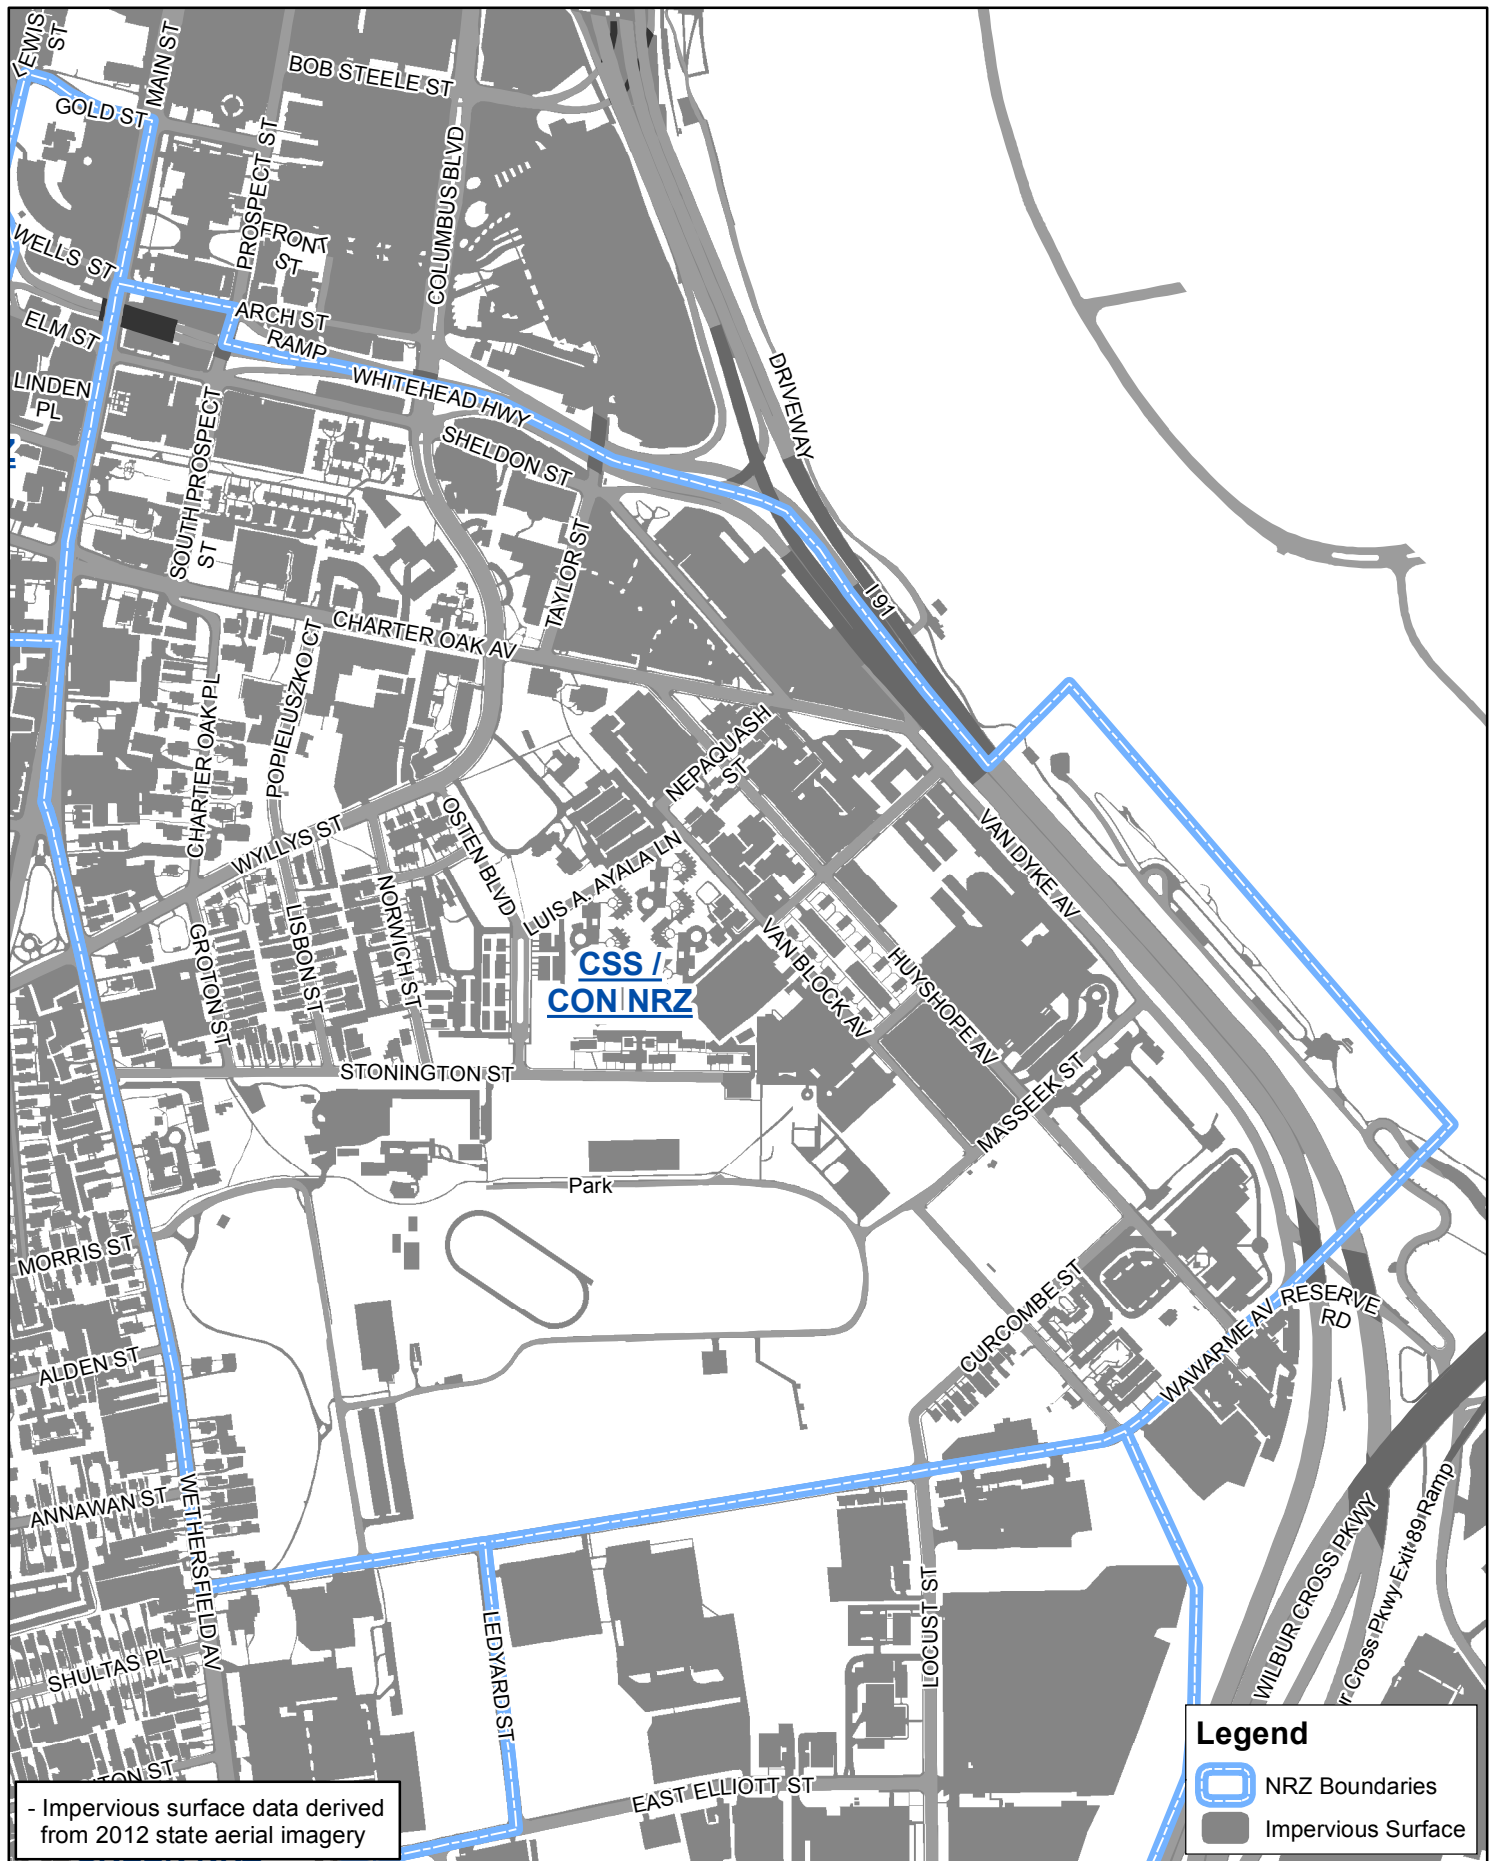 LEWIS
ST
MAIN ST
GOLD ST
BOB STEELE ST
PROSPECT ST
COLUMBUS BLVD
FRONT
ST
WELLS ST
ARCH ST
RAMP
ELM ST
LINDEN
PL
WHITEHEAD HWY
DRIVEWAY
SHELDON ST
SOUTH PROSPECT
ST
TAYLOR ST
I 91
CHARTER OAK AV
POPIELUSZKO CT
CHARTER OAK PL
NEPAQUASH
ST
WYLLYS ST
OSTEN BLVD
LUIS A. AYALA LN
VAN DYKE AV
NORWICH ST
LISBON ST
GROTON ST
CSS /
CON NRZ
VAN BLOCK AV
HUYSHOPE AV
STONINGTON ST
MASSEEK ST
Park
MORRIS ST
ALDEN ST
CURCOMBE ST
WAWARME AV
RESERVE
RD
ANNAWAN ST
WETHERSFIELD AV
SHULTAS PL
LEDYARD ST
LOCUST ST
WILBUR CROSS PKWY
ur Cross Pkwy Exit 89 Ramp
TON ST
EAST ELLIOTT ST
Legend
NRZ Boundaries
Impervious Surface
- Impervious surface data derived
from 2012 state aerial imagery